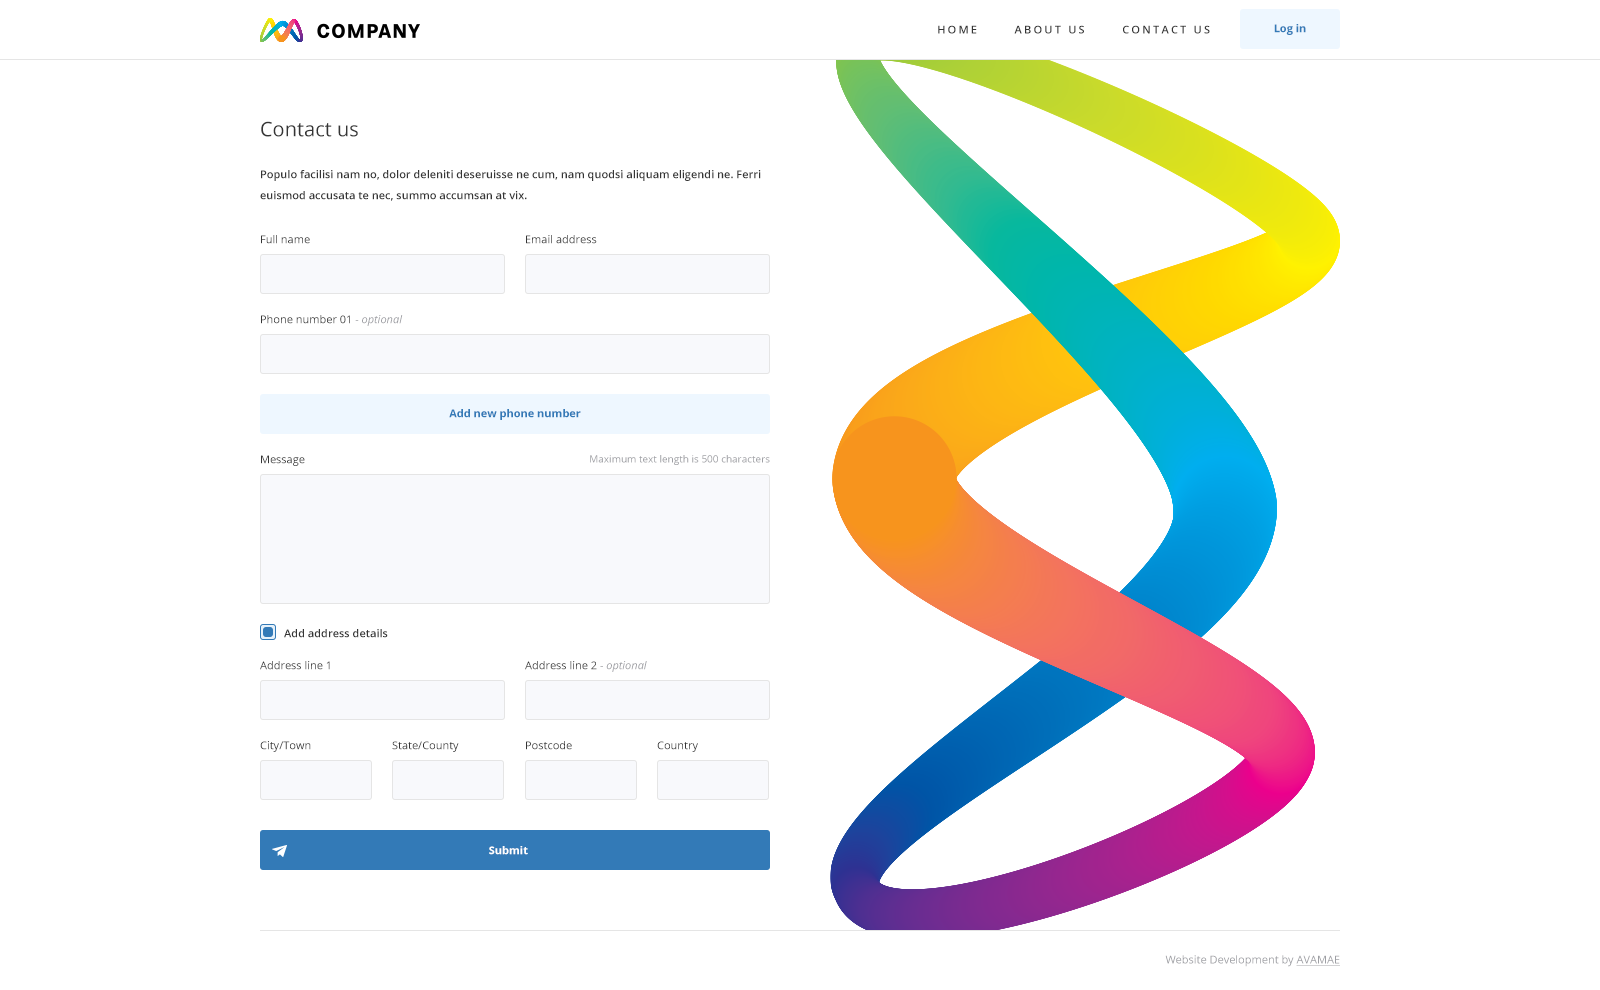 COMPANY
HOME
ABOUT US
CONTACT US
Log in
Contact us
Populo facilisi nam no, dolor deleniti deseruisse ne cum, nam quodsi aliquam eligendi ne. Ferri
euismod accusata te nec, summo accumsan at vix.
Full name
Email address
Phone number 01 - optional
Add new phone number
Message
Maximum text length is 500 characters
Add address details
Address line 1
Address line 2 - optional
City/Town
State/County
Postcode
Country
Submit
Website Development by AVAMAE